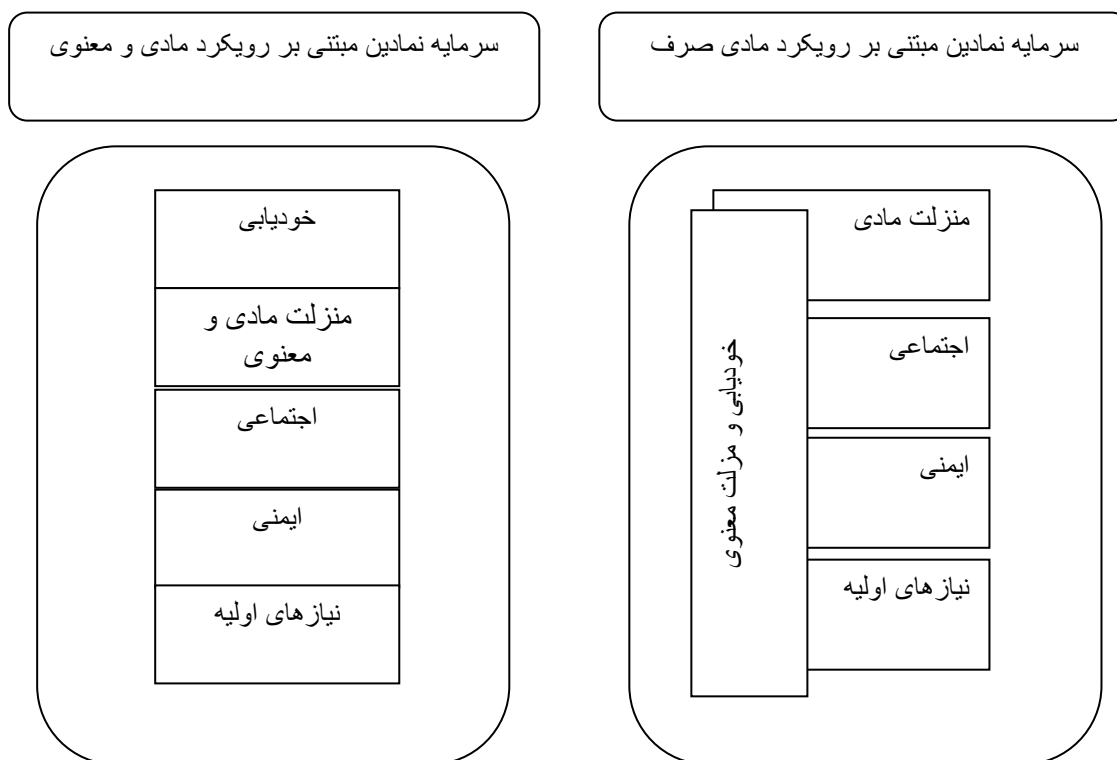 سرمایه نمادین مبتنی بر رویکرد مادی صرف
منزلت مادی
اجتماعی
ایمنی
نیازهای اولیه
خودیابی و مزلت معنوی
سرمایه نمادین مبتنی بر رویکرد مادی و معنوی
خودیابی
منزلت مادی و
معنوی
اجتماعی
ایمنی
نیازهای اولیه